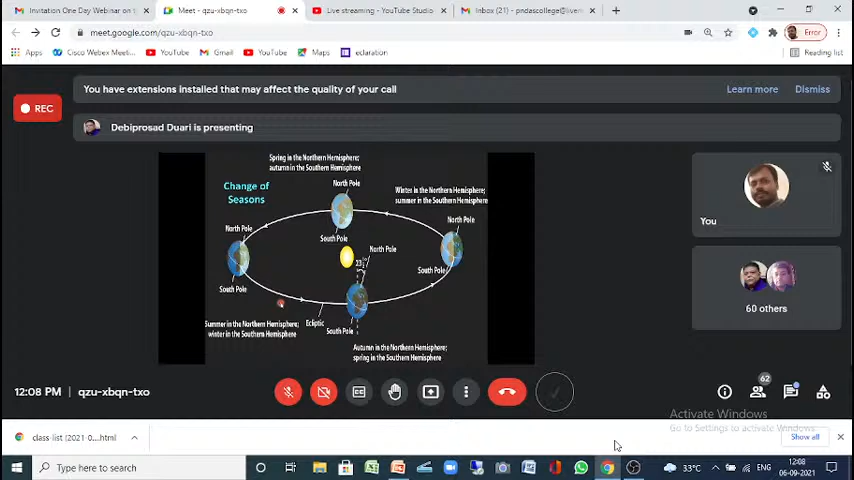 Invitation One Day Webinar on t
Meet - qzu-xbqn-txo
Live streaming - YouTube Studio
Inbox (21) - pndascollege@liver
meet.google.com/qzu-xbqn-txo
Error
M Gmail
Cisco Webex Meet...
YouTube
Gmail
YouTube
Maps
eclaration
Reading list
You have extensions installed that may affect the quality of your call
Learn more
Dismiss
REC
Debiprosad Duari is presenting
Spring in the Northern Hemisphere;
autumn in the Southern Hemisphere
Change of
Seasons
North Pole
Winter in the Northern Hemisphere;
summer in the Southern Hemisphere
North Pole
North Pole
South Pole
North Pole
South Pole
South Pole
Summer in the Northern Hemisphere;
winter in the Southern Hemisphere
Ecliptic
South Pole
Autumn in the Northern Hemisphere;
spring in the Southern Hemisphere
You
60 others
12:08 PM
qzu-xbqn-txo
62
Activate Windows
Go to Settings to activate Windows.
class-list (2021-0....html
Show all
Type here to search
33°C
ENG
12:08
06-09-2021